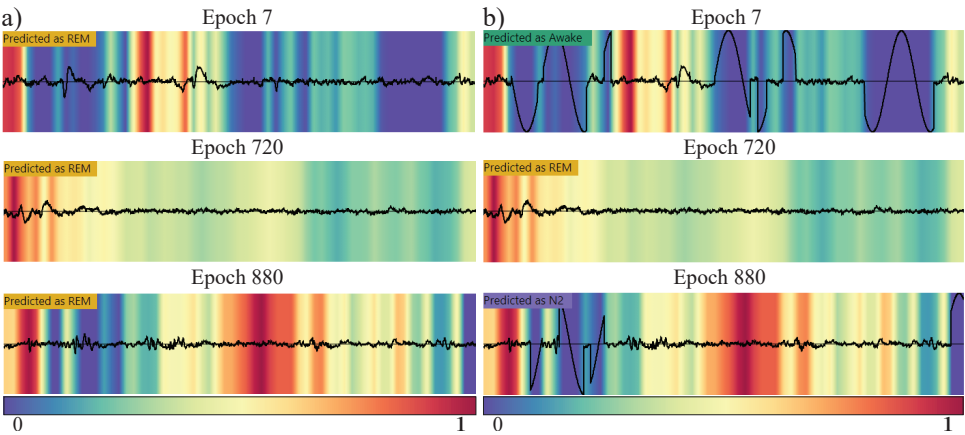 a)
Epoch 7
Predicted as REM
Epoch 720
Predicted as REM
Epoch 880
Predicted as REM
0 1
b)
Epoch 7
Predicted as Awake
Epoch 720
Predicted as REM
Epoch 880
Predicted as N2
0 1